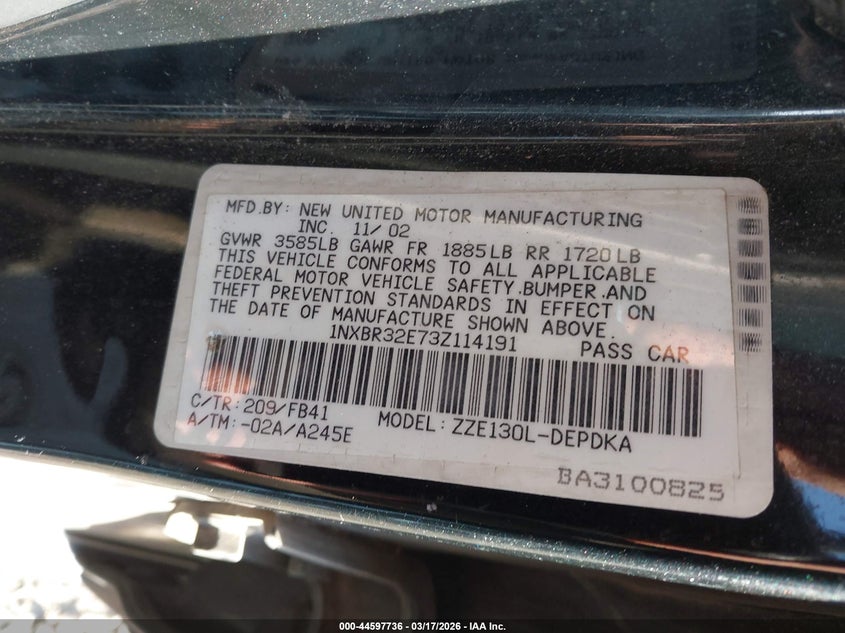 MFD.BY: NEW UNITED MOTOR MANUFACTURING
INC. 11/02
GVWR 3585LB GAWR FR 1885LB RR 1720LB
THIS VEHICLE CONFORMS TO ALL APPLICABLE
FEDERAL MOTOR VEHICLE SAFETY,BUMPER,AND
THEFT PREVENTION STANDARDS IN EFFECT ON
THE DATE OF MANUFACTURE SHOWN ABOVE.
1NXBR32E73Z114191 PASS CAR
C/TR:209/FB41
A/TM:-02A/A245E MODEL:ZZE130L-DEPDKA
BA3100825
000-44597736 - 03/17/2026 - IAA Inc.